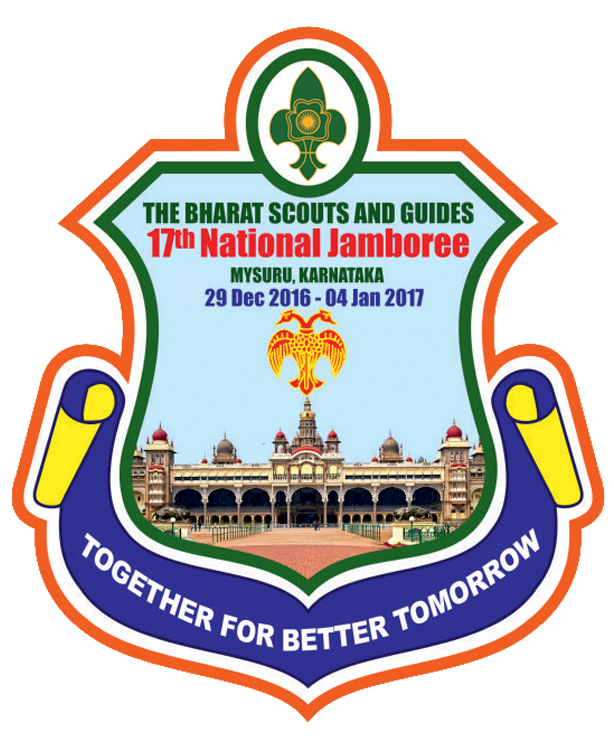 THE BHARAT SCOUTS AND GUIDES
17th National Jamboree
MYSURU, KARNATAKA
29 Dec 2016 - 04 Jan 2017
TOGETHER FOR BETTER TOMORROW